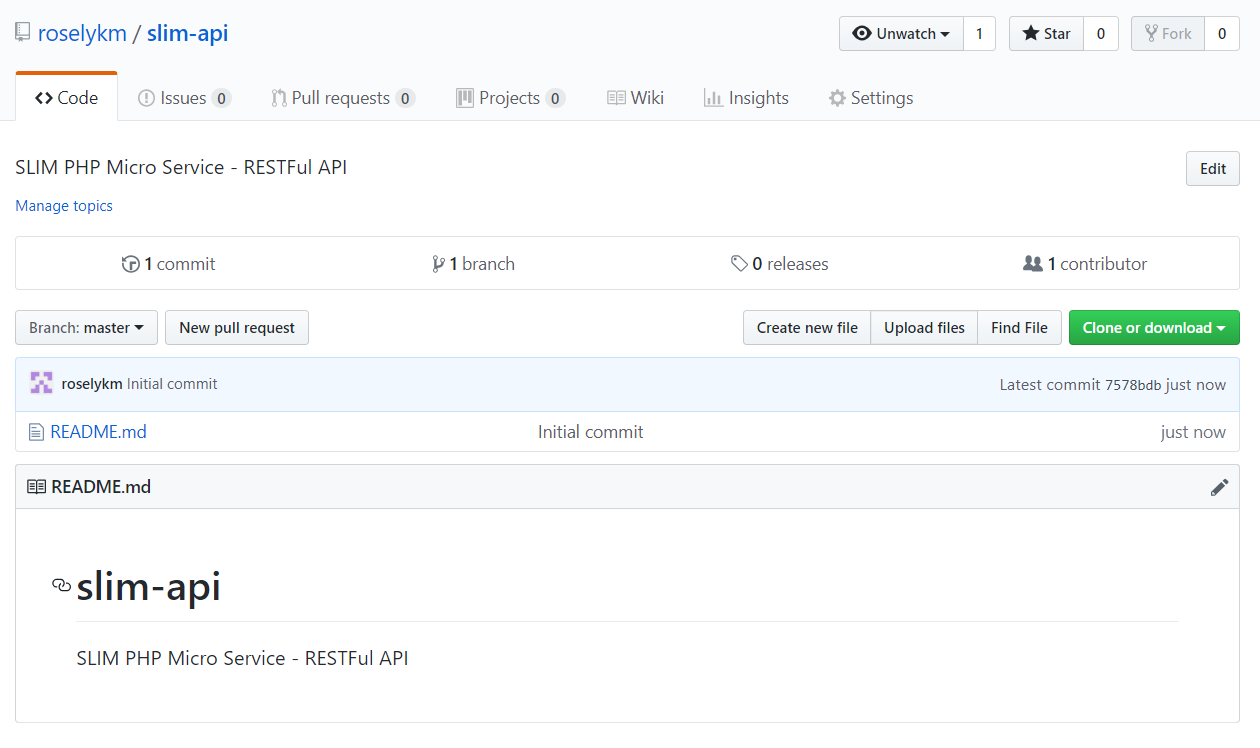 roselykm / slim-api Unwatch 1 Star 0 Fork 0
Code Issues 0 Pull requests 0 Projects 0 Wiki Insights Settings
SLIM PHP Micro Service - RESTFul API Edit
Manage topics
1 commit 1 branch 0 releases 1 contributor
Branch: master New pull request Create new file Upload files Find File Clone or download
roselykm Initial commit Latest commit 7578bdb just now
README.md Initial commit just now
README.md
slim-api
SLIM PHP Micro Service - RESTFul API